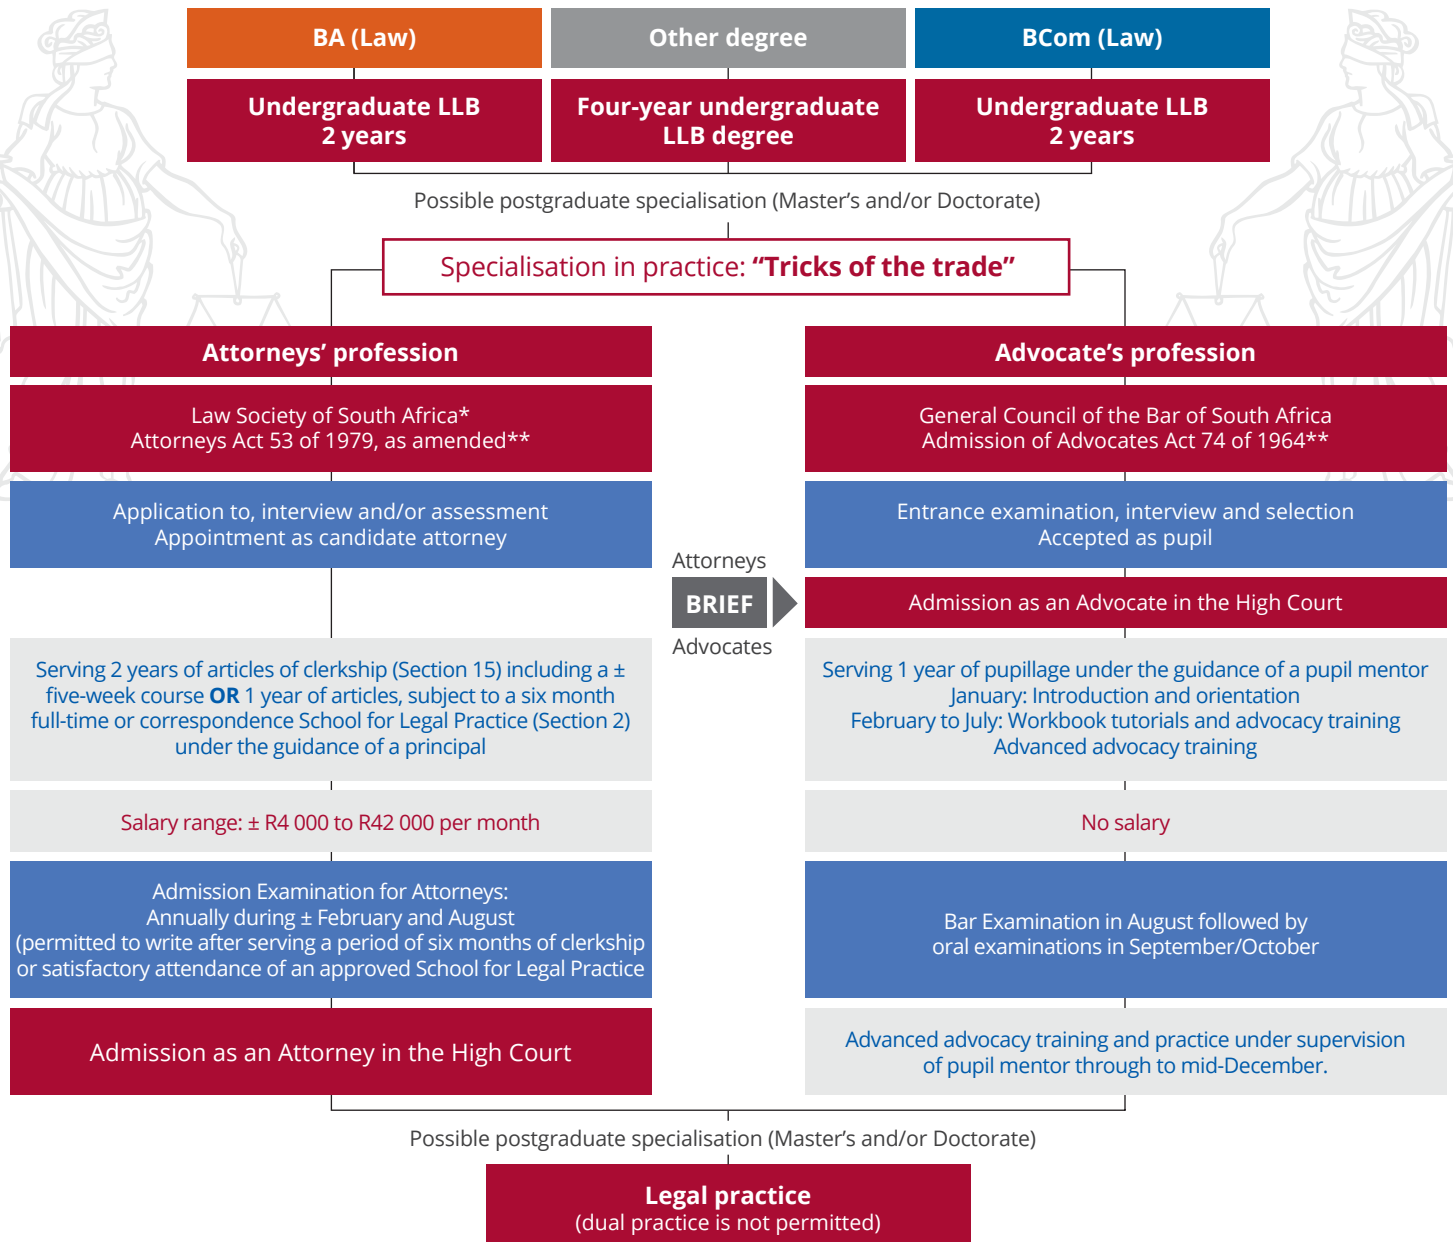 BA (Law)
Other degree
BCom (Law)
Undergraduate LLB
2 years
Four-year undergraduate
LLB degree
Undergraduate LLB
2 years
Possible postgraduate specialisation (Master's and/or Doctorate)
Specialisation in practice: “Tricks of the trade”
Attorneys’ profession
Law Society of South Africa*
Attorneys Act 53 of 1979, as amended**
Application to, interview and/or assessment
Appointment as candidate attorney
Serving 2 years of articles of clerkship (Section 15) including a ±
five-week course OR 1 year of articles, subject to a six month
full-time or correspondence School for Legal Practice (Section 2)
under the guidance of a principal
Salary range: ± R4 000 to R42 000 per month
Admission Examination for Attorneys:
Annually during ± February and August
(permitted to write after serving a period of six months of clerkship
or satisfactory attendance of an approved School for Legal Practice
Admission as an Attorney in the High Court
Attorneys
BRIEF
Advocates
Advocate’s profession
General Council of the Bar of South Africa
Admission of Advocates Act 74 of 1964**
Entrance examination, interview and selection
Accepted as pupil
Admission as an Advocate in the High Court
Serving 1 year of pupillage under the guidance of a pupil mentor
January: Introduction and orientation
February to July: Workbook tutorials and advocacy training
Advanced advocacy training
No salary
Bar Examination in August followed by
oral examinations in September/October
Advanced advocacy training and practice under supervision
of pupil mentor through to mid-December.
Possible postgraduate specialisation (Master’s and/or Doctorate)
Legal practice
(dual practice is not permitted)